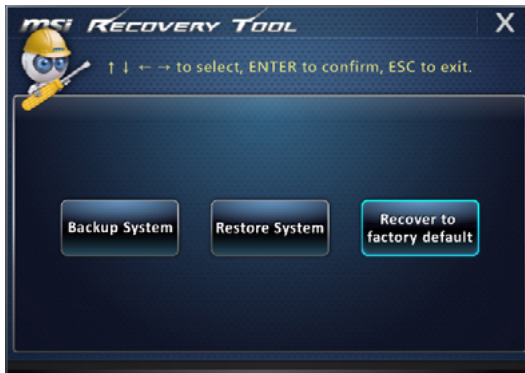 msi Recovery Tool X
↑ ↓ ← → to select, ENTER to confirm, ESC to exit.
Backup System
Restore System
Recover to
factory default